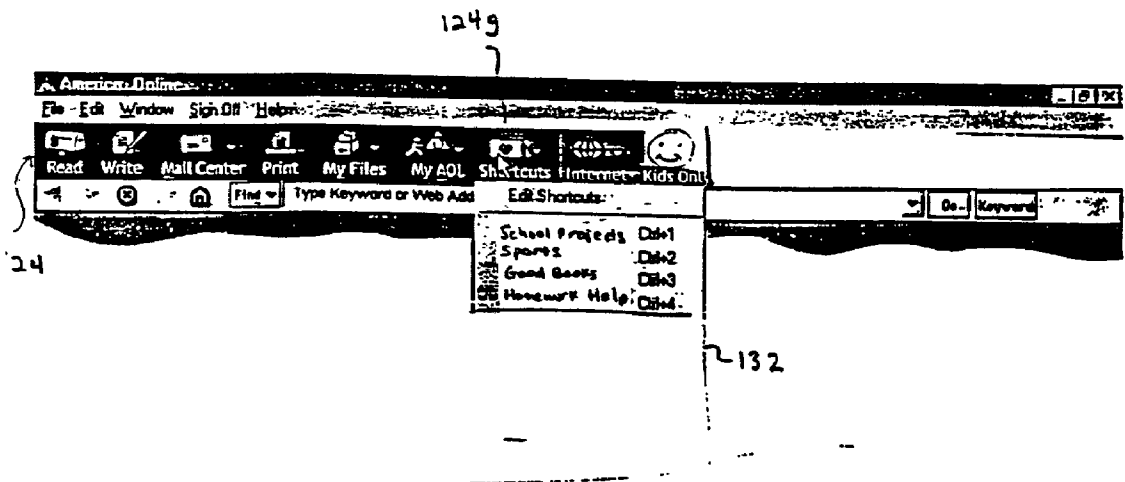 124g
America Online
File Edit Window Sign Off Help
Read Write Mail Center Print My Files My AOL Shortcuts Internet Kids Onl
Find Type Keyword or Web Add Go Keyword
Edit Shortcuts
School Projects Ctrl+1
Sports Ctrl+2
Good Books Ctrl+3
Homework Help Ctrl+4
24
132